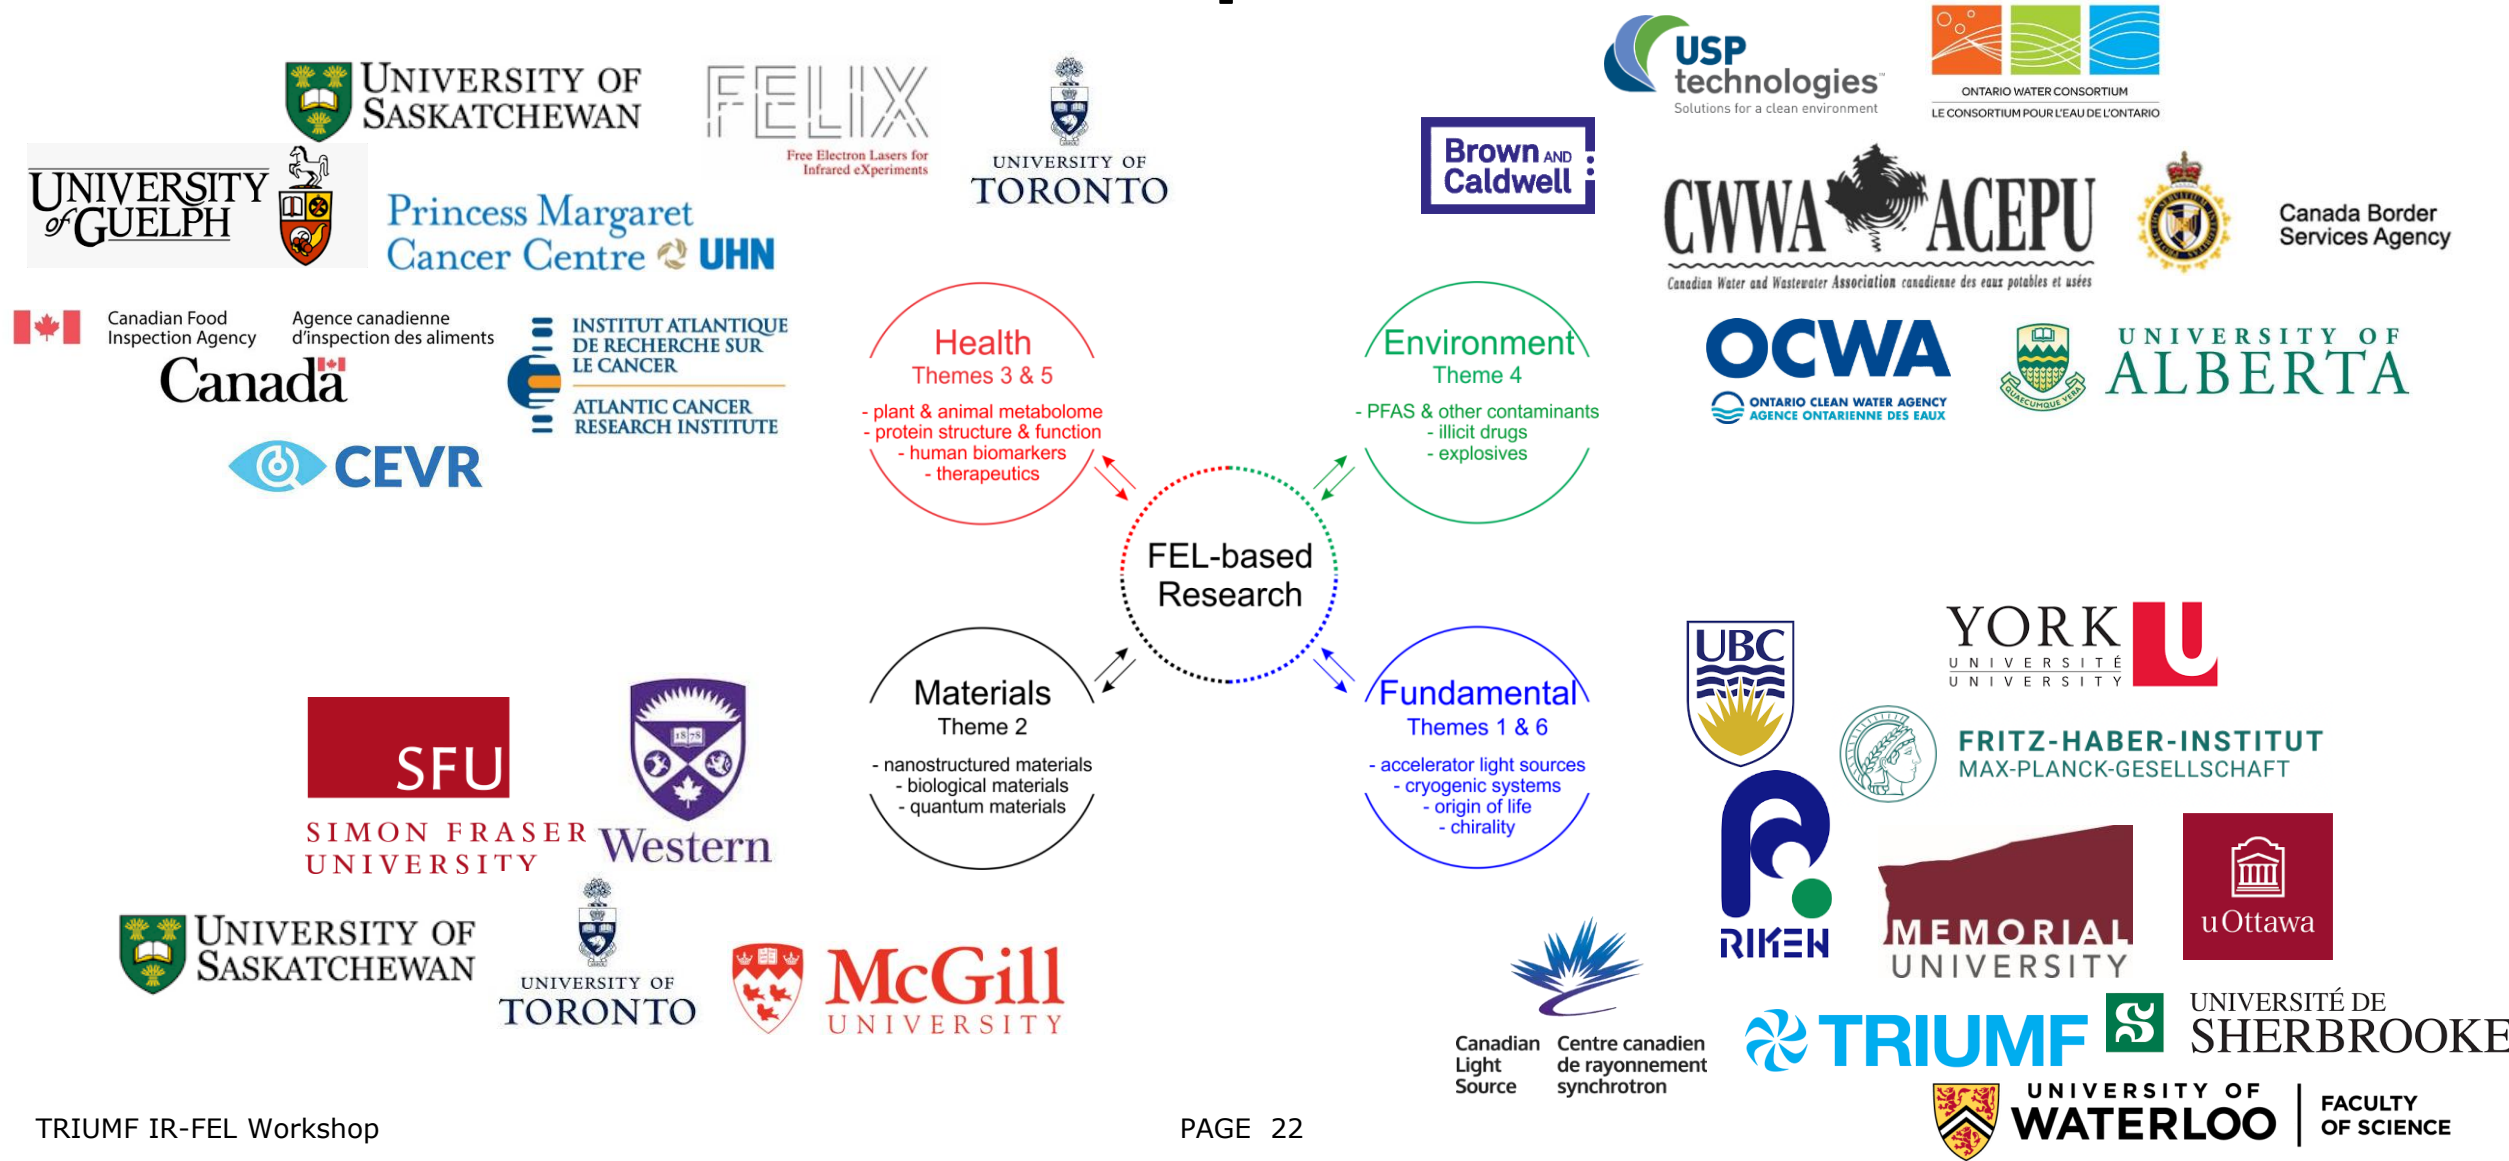 UNIVERSITY OF
SASKATCHEWAN
FELIX
Free Electron Lasers for
Infrared eXperiments
UNIVERSITY OF
TORONTO
UNIVERSITY
of GUELPH
Princess Margaret
Cancer Centre UHN
Canadian Food
Inspection Agency
Agence canadienne
d'inspection des aliments
Canada
INSTITUT ATLANTIQUE
DE RECHERCHE SUR
LE CANCER
ATLANTIC CANCER
RESEARCH INSTITUTE
CEVR
USP
technologies
Solutions for a clean environment
ONTARIO WATER CONSORTIUM
LE CONSORTIUM POUR L'EAU DE L'ONTARIO
Brown AND
Caldwell
CWWA ACEPU
Canadian Water and Wastewater Association canadienne des eaux potables et usées
Canada Border
Services Agency
OCWA
ONTARIO CLEAN WATER AGENCY
AGENCE ONTARIENNE DES EAUX
QUAECUMQUE VERA
UNIVERSITY OF
ALBERTA
Health
Themes 3 & 5
- plant & animal metabolome
- protein structure & function
- human biomarkers
- therapeutics
Environment
Theme 4
- PFAS & other contaminants
- illicit drugs
- explosives
FEL-based
Research
Materials
Theme 2
- nanostructured materials
- biological materials
- quantum materials
Fundamental
Themes 1 & 6
- accelerator light sources
- cryogenic systems
- origin of life
- chirality
SFU
SIMON FRASER
UNIVERSITY
1878
Western
UNIVERSITY OF
SASKATCHEWAN
UNIVERSITY OF
TORONTO
McGill
UNIVERSITY
UBC
YORK U
UNIVERSITÉ
UNIVERSITY
FRITZ-HABER-INSTITUT
MAX-PLANCK-GESELLSCHAFT
RIKEN
MEMORIAL
UNIVERSITY
uOttawa
Canadian
Light
Source
Centre canadien
de rayonnement
synchrotron
TRIUMF
UNIVERSITÉ DE
SHERBROOKE
UNIVERSITY OF
WATERLOO
FACULTY
OF SCIENCE
TRIUMF IR-FEL Workshop
PAGE 22